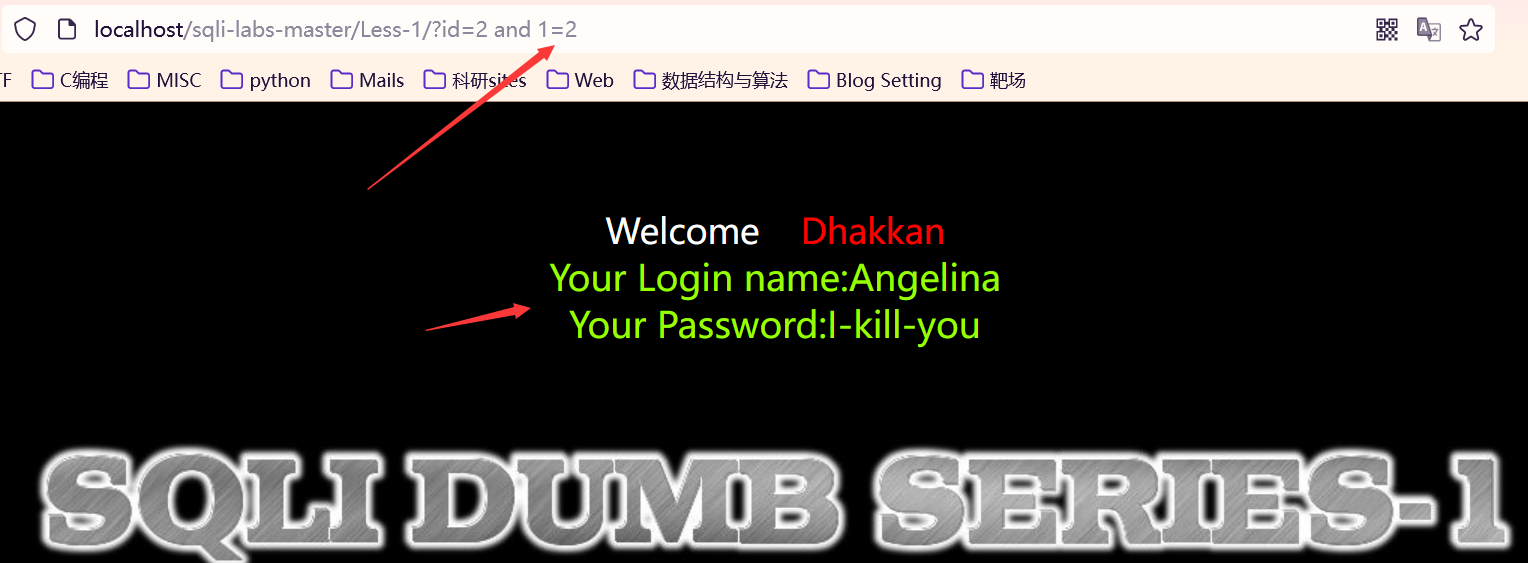 localhost/sqli-labs-master/Less-1/?id=2 and 1=2
TF C编程 MISC python Mails 科研sites Web 数据结构与算法 Blog Setting 靶场
Welcome Dhakkan
Your Login name:Angelina
Your Password:I-kill-you
SQLI DUMB SERIES-1